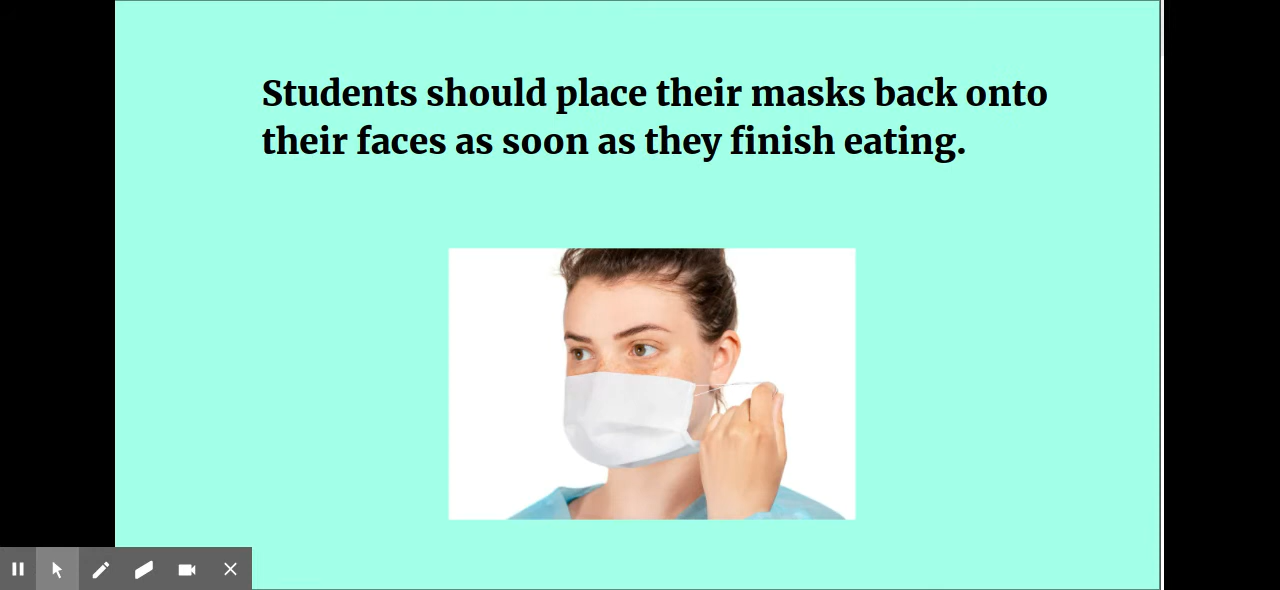 Students should place their masks back onto
their faces as soon as they finish eating.